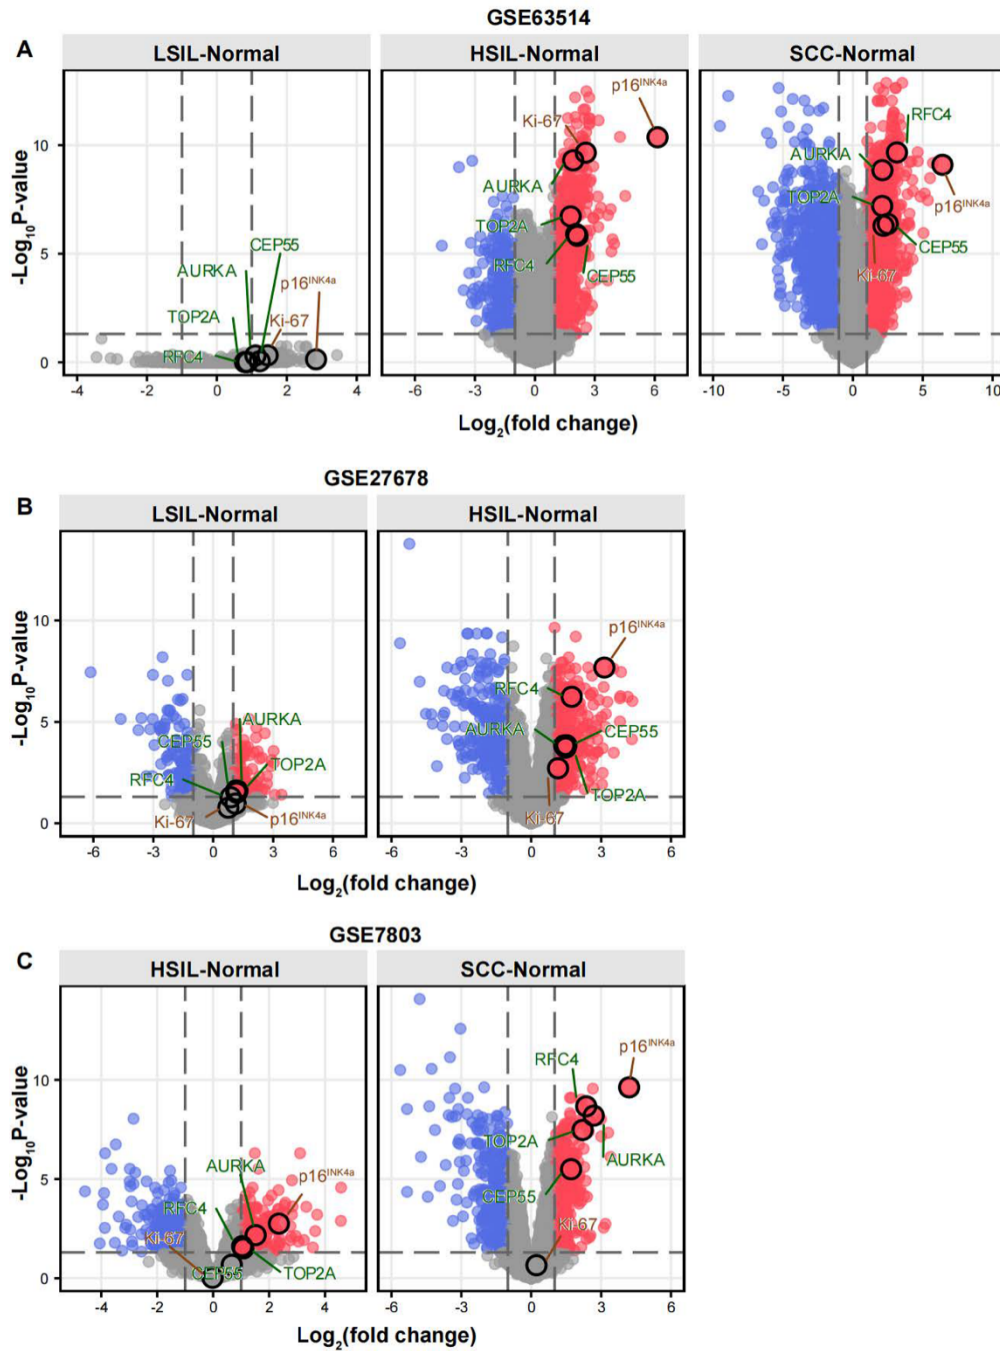 GSE63514
A
LSIL-Normal
HSIL-Normal
SCC-Normal
-Log10P-value
10
5
0
CEP55
AURKA
p16INK4a
TOP2A
Ki-67
RFC4
-4
-2
0
2
4
p16INK4a
Ki-67
AURKA
TOP2A
RFC4
CEP55
-6
-3
0
3
6
RFC4
AURKA
p16INK4a
TOP2A
CEP55
Ki-67
-10
-5
0
5
10
Log2(fold change)
GSE27678
B
LSIL-Normal
HSIL-Normal
-Log10P-value
10
5
0
AURKA
CEP55
TOP2A
RFC4
Ki-67
p16INK4a
-6
-3
0
3
6
p16INK4a
RFC4
AURKA
CEP55
TOP2A
Ki-67
-6
-3
0
3
6
Log2(fold change)
GSE7803
C
HSIL-Normal
SCC-Normal
-Log10P-value
10
5
0
AURKA
p16INK4a
RFC4
Ki-67
CEP55
TOP2A
-4
-2
0
2
4
RFC4
p16INK4a
TOP2A
AURKA
CEP55
Ki-67
-6
-3
0
3
6
Log2(fold change)